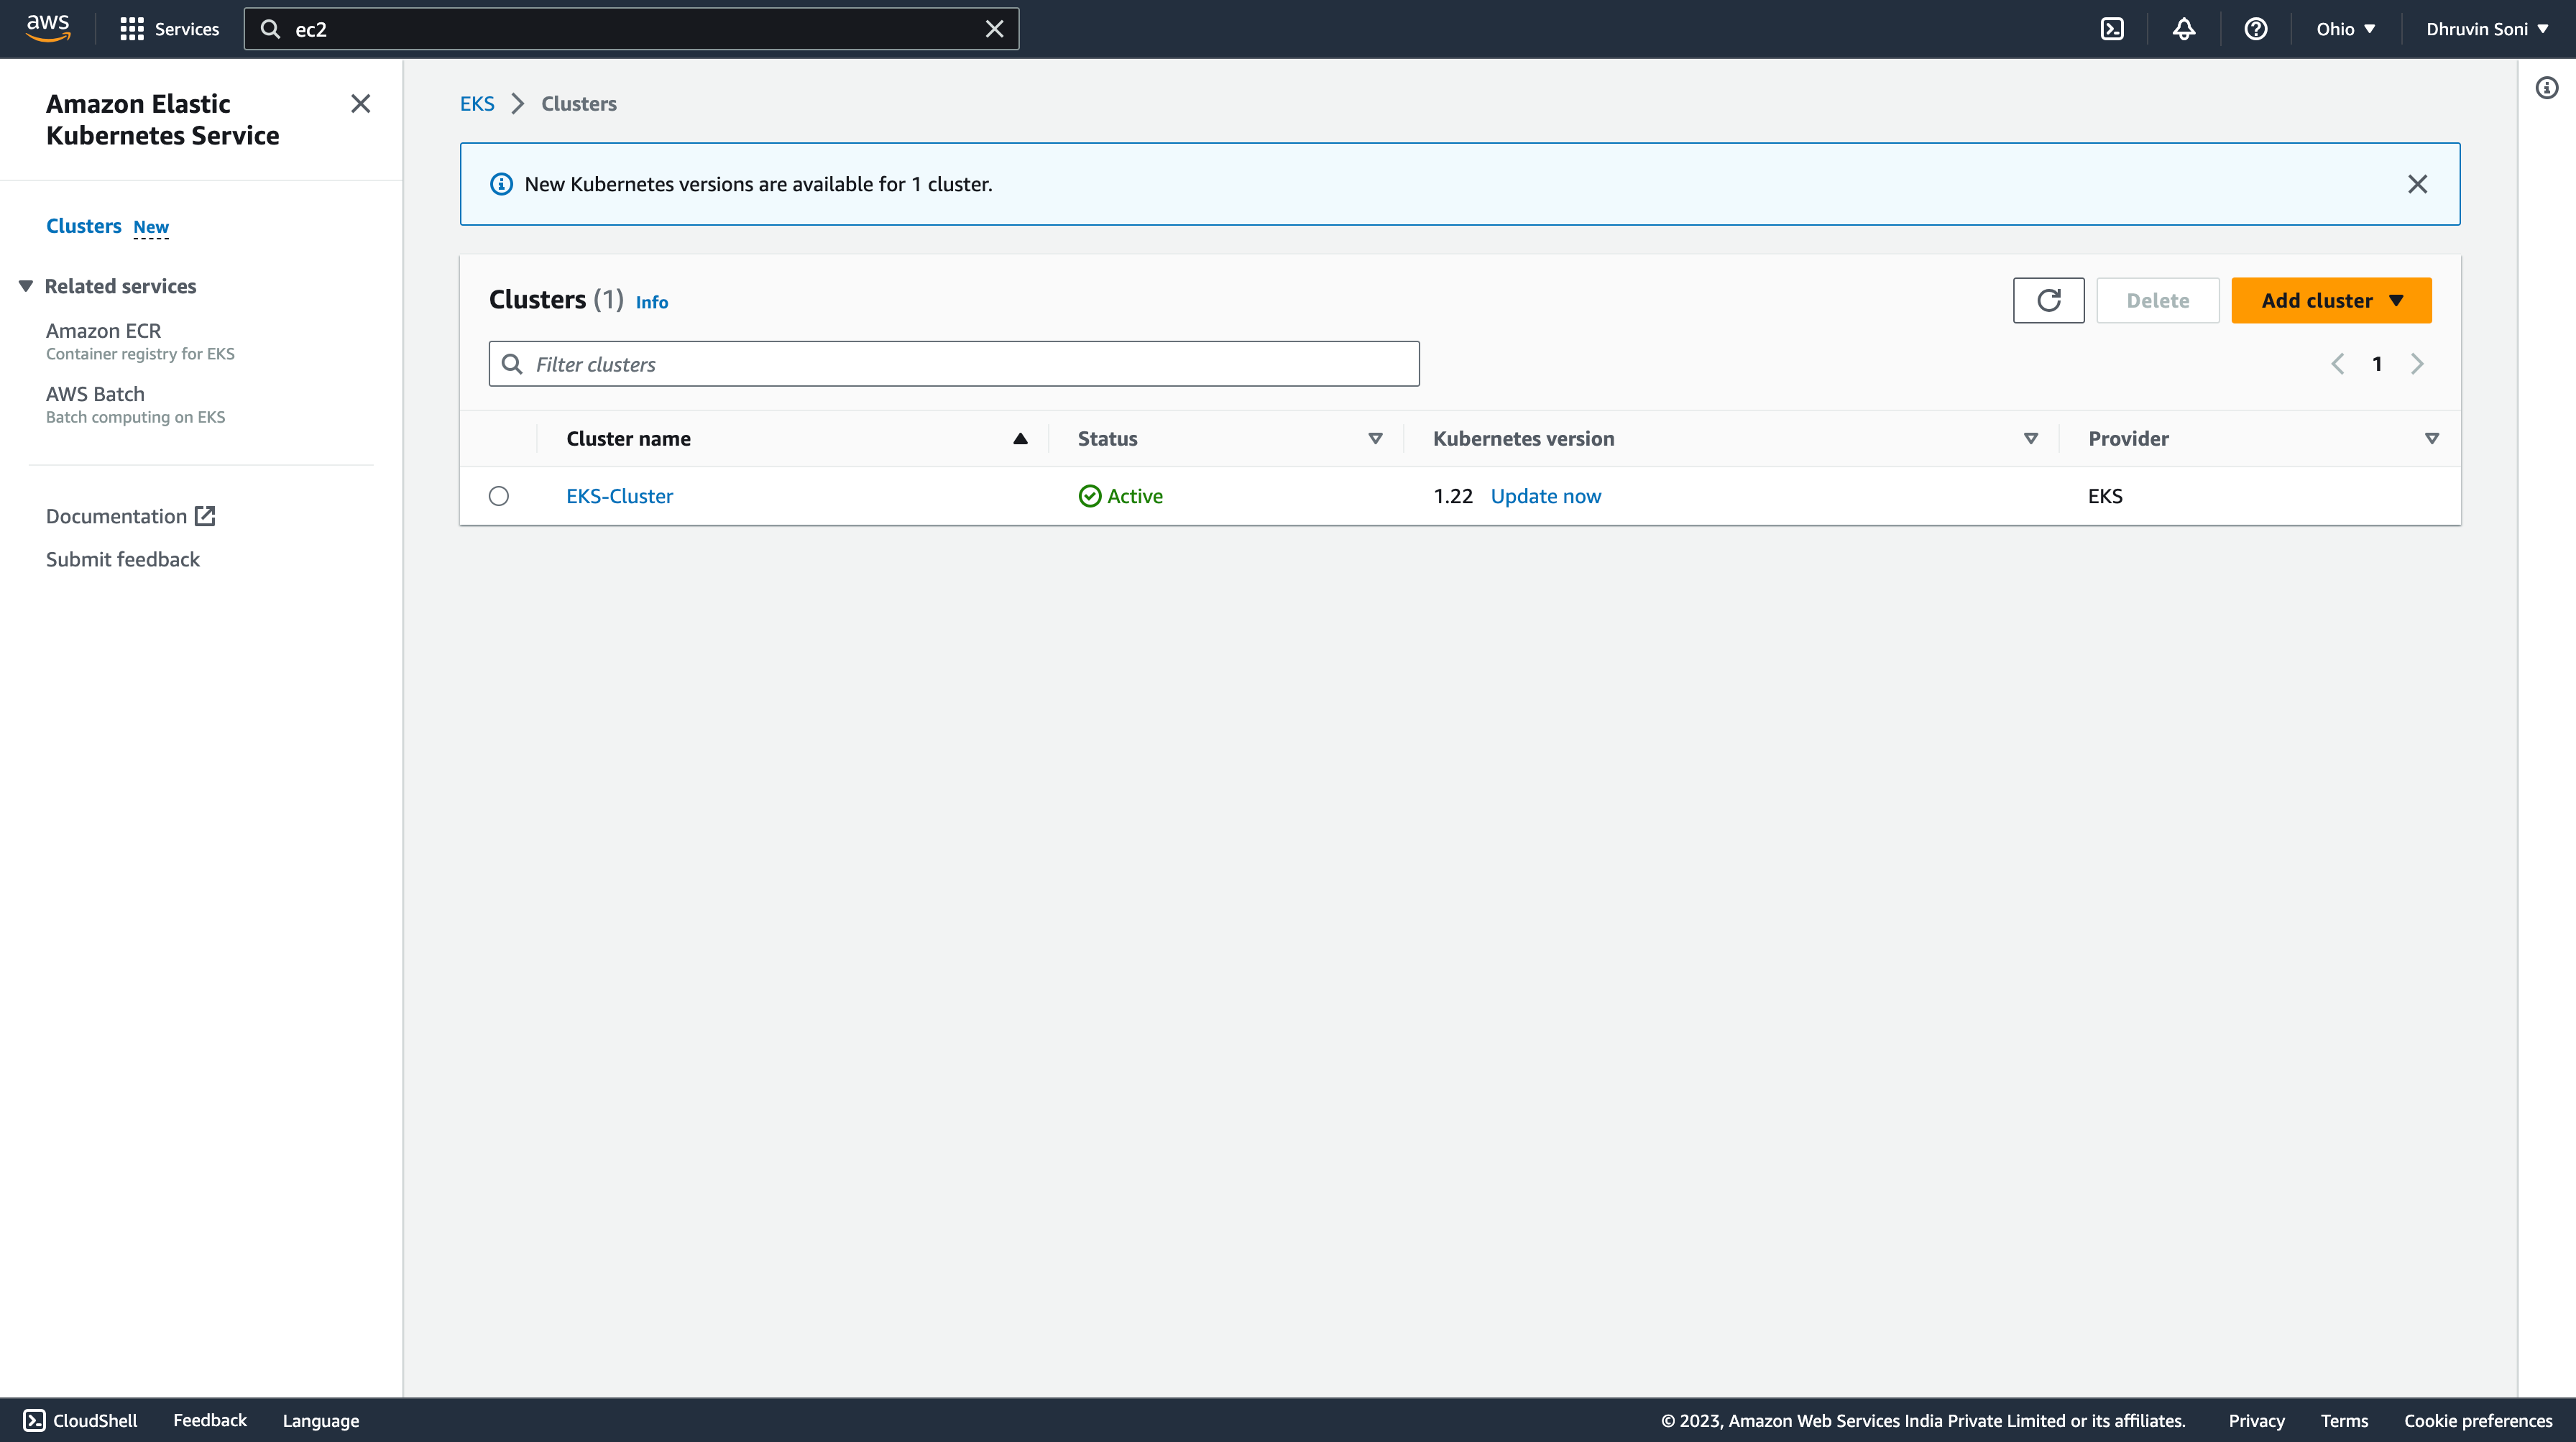 aws
Services
ec2
Ohio
Dhruvin Soni
Amazon Elastic
Kubernetes Service
Clusters New
Related services
Amazon ECR
Container registry for EKS
AWS Batch
Batch computing on EKS
Documentation
Submit feedback
EKS Clusters
New Kubernetes versions are available for 1 cluster.
Clusters (1) Info
Delete
Add cluster
Filter clusters
1
Cluster name Status Kubernetes version Provider
EKS-Cluster Active 1.22 Update now EKS
CloudShell Feedback Language
© 2023, Amazon Web Services India Private Limited or its affiliates. Privacy Terms Cookie preferences